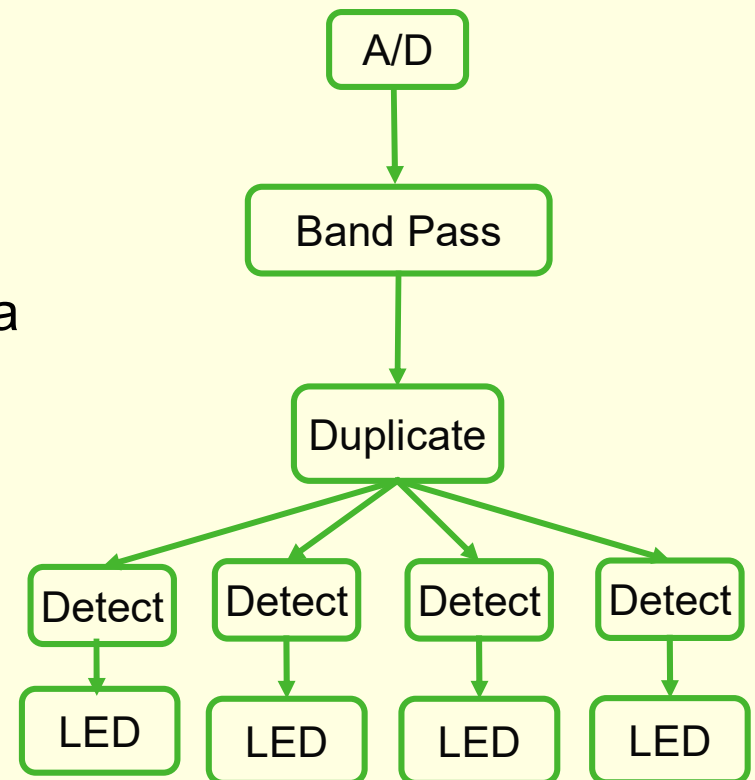 A/D
Band Pass
a
Duplicate
Detect Detect Detect Detect
LED LED LED LED